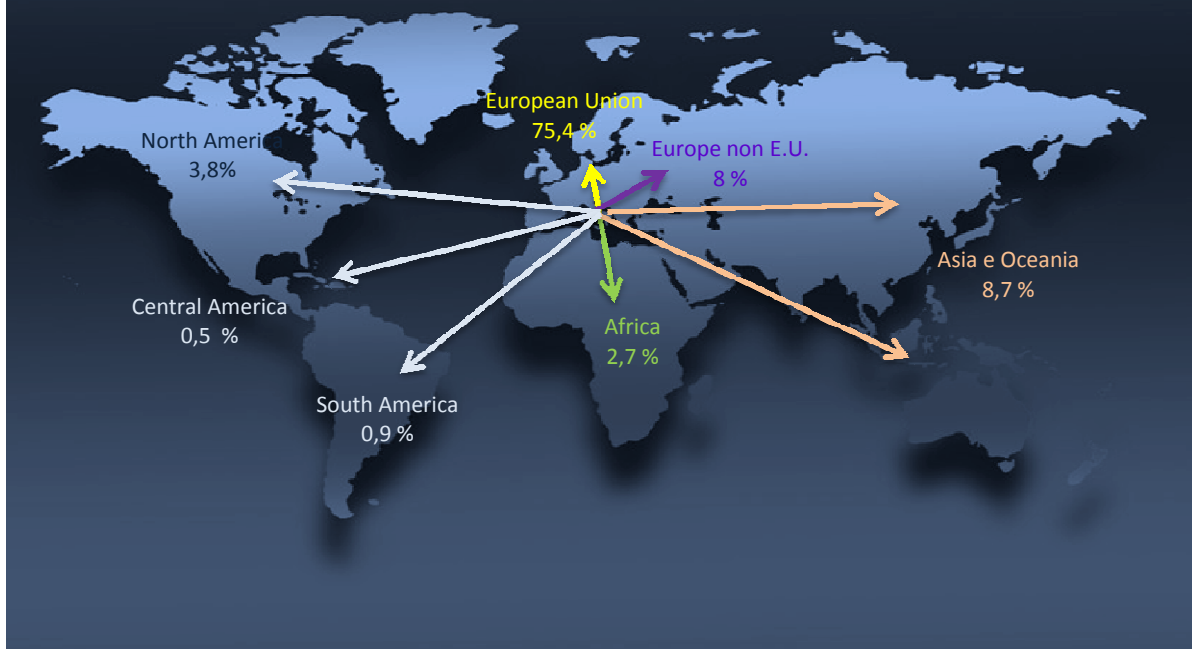 European Union
75,4 %
North America
3,8%
Europe non E.U.
8 %
Asia e Oceania
8,7 %
Central America
0,5 %
Africa
2,7 %
South America
0,9 %